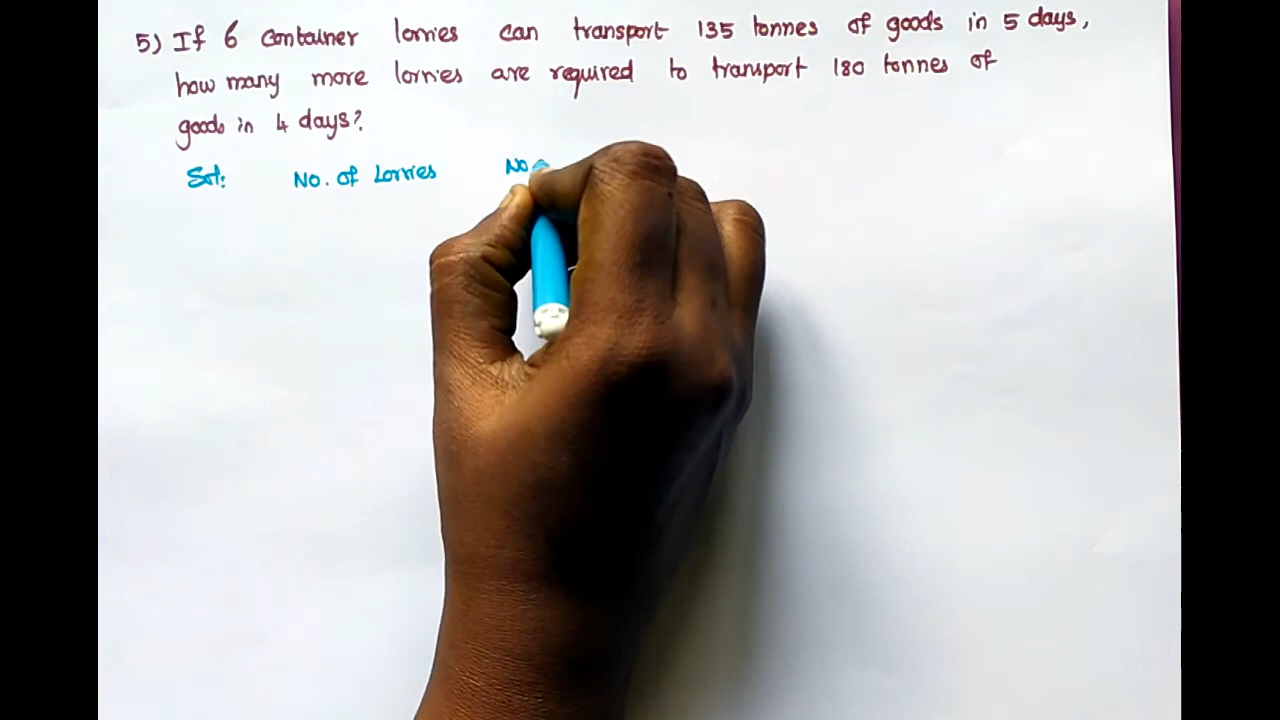 5) If 6 container lorries can transport 135 tonnes of goods in 5 days,
how many more lorries are required to transport 180 tonnes of
goods in 4 days?
Sol: No. of Lorries No